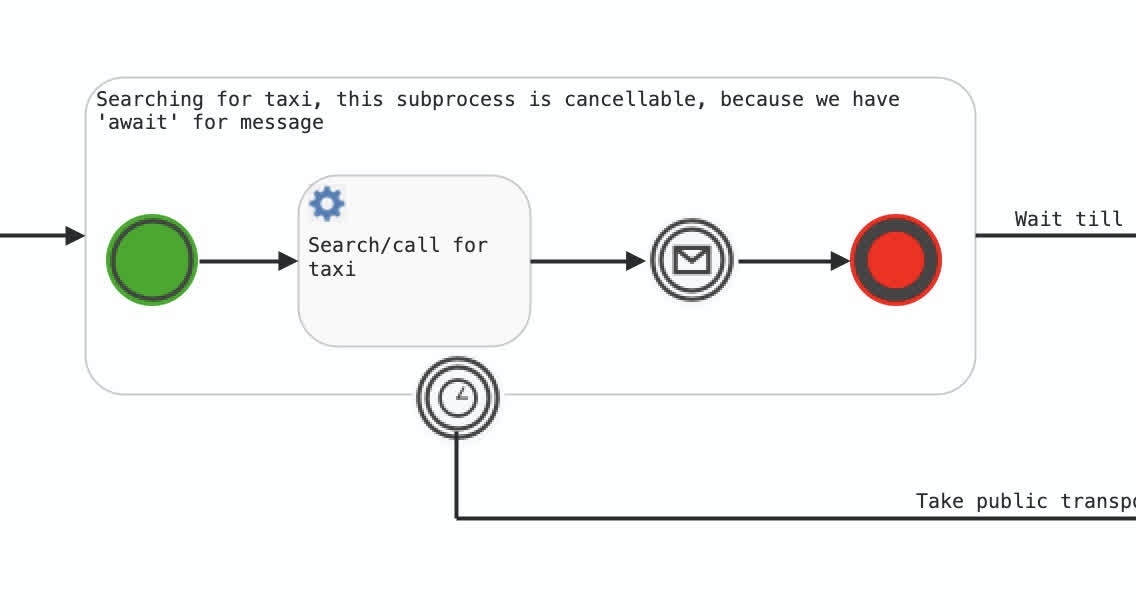 Searching for taxi, this subprocess is cancellable, because we have
'await' for message
Wait till
Search/call for
taxi
Take public